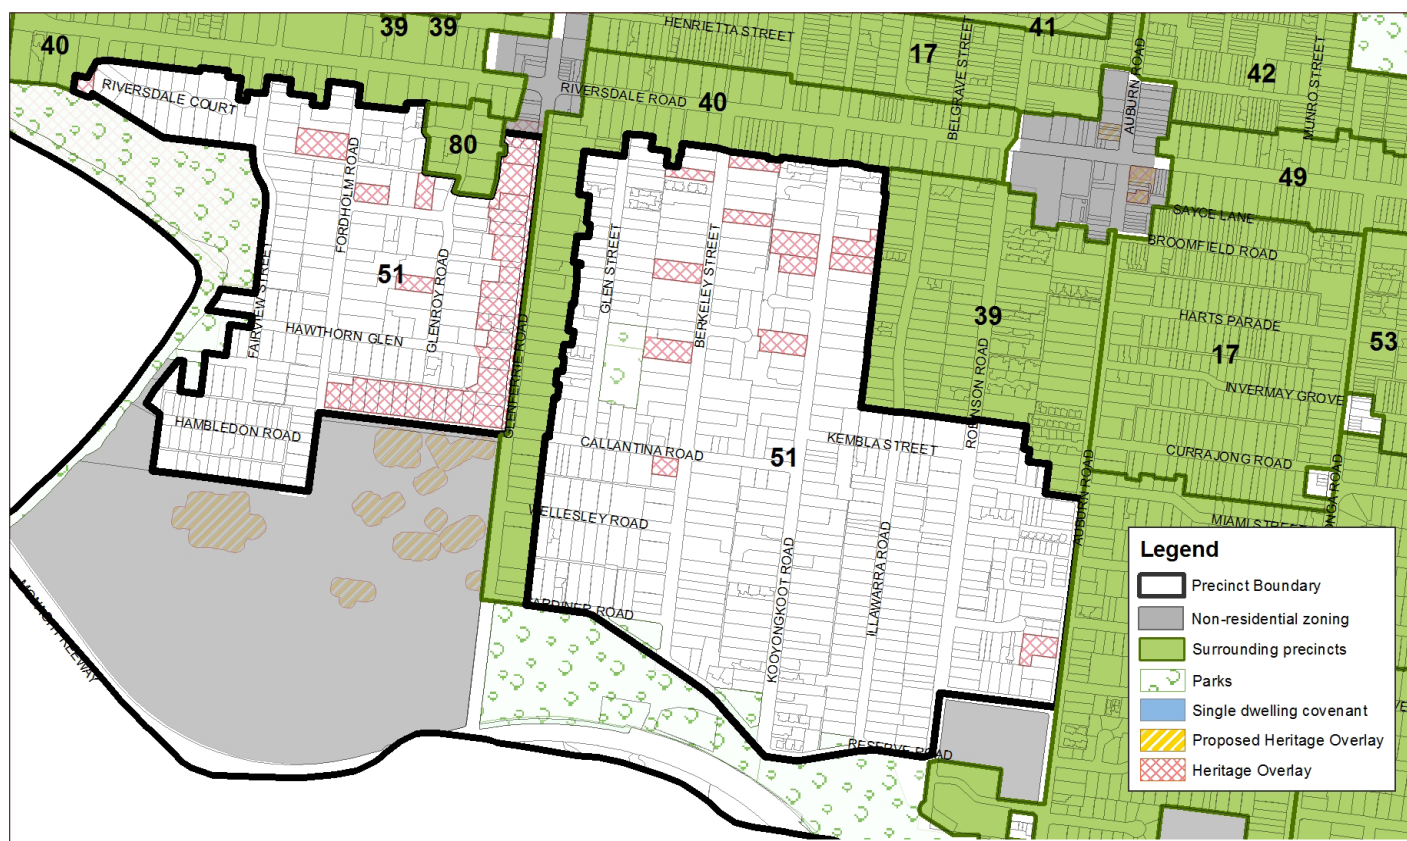 39
39
HENRIETTA STREET
41
40
17
BELGRAVE STREET
AUBURN ROAD
42
MUNRO STREET
RIVERSDALE COURT
RIVERSDALE ROAD
40
80
FORDHOLM ROAD
49
SAYCE LANE
BROOMFIELD ROAD
51
FAIRVIEW STREET
GLENROY ROAD
GLEN STREET
BERKELEY STREET
HAWTHORN GLEN
39
HARTS PARADE
17
53
INVERMAY GROVE
GLENFERRIE ROAD
ROBINSON ROAD
HAMBLEDON ROAD
CALLANTINA ROAD
KEMBLA STREET
51
CURRAJONG ROAD
WELLESLEY ROAD
AUBURN ROAD
MIAMI STREET
ONGA ROAD
KOOYONGKOOT ROAD
ILLAWARRA ROAD
ARDINER ROAD
RESERVE ROAD
Legend
Precinct Boundary
Non-residential zoning
Surrounding precincts
Parks
Single dwelling covenant
Proposed Heritage Overlay
Heritage Overlay